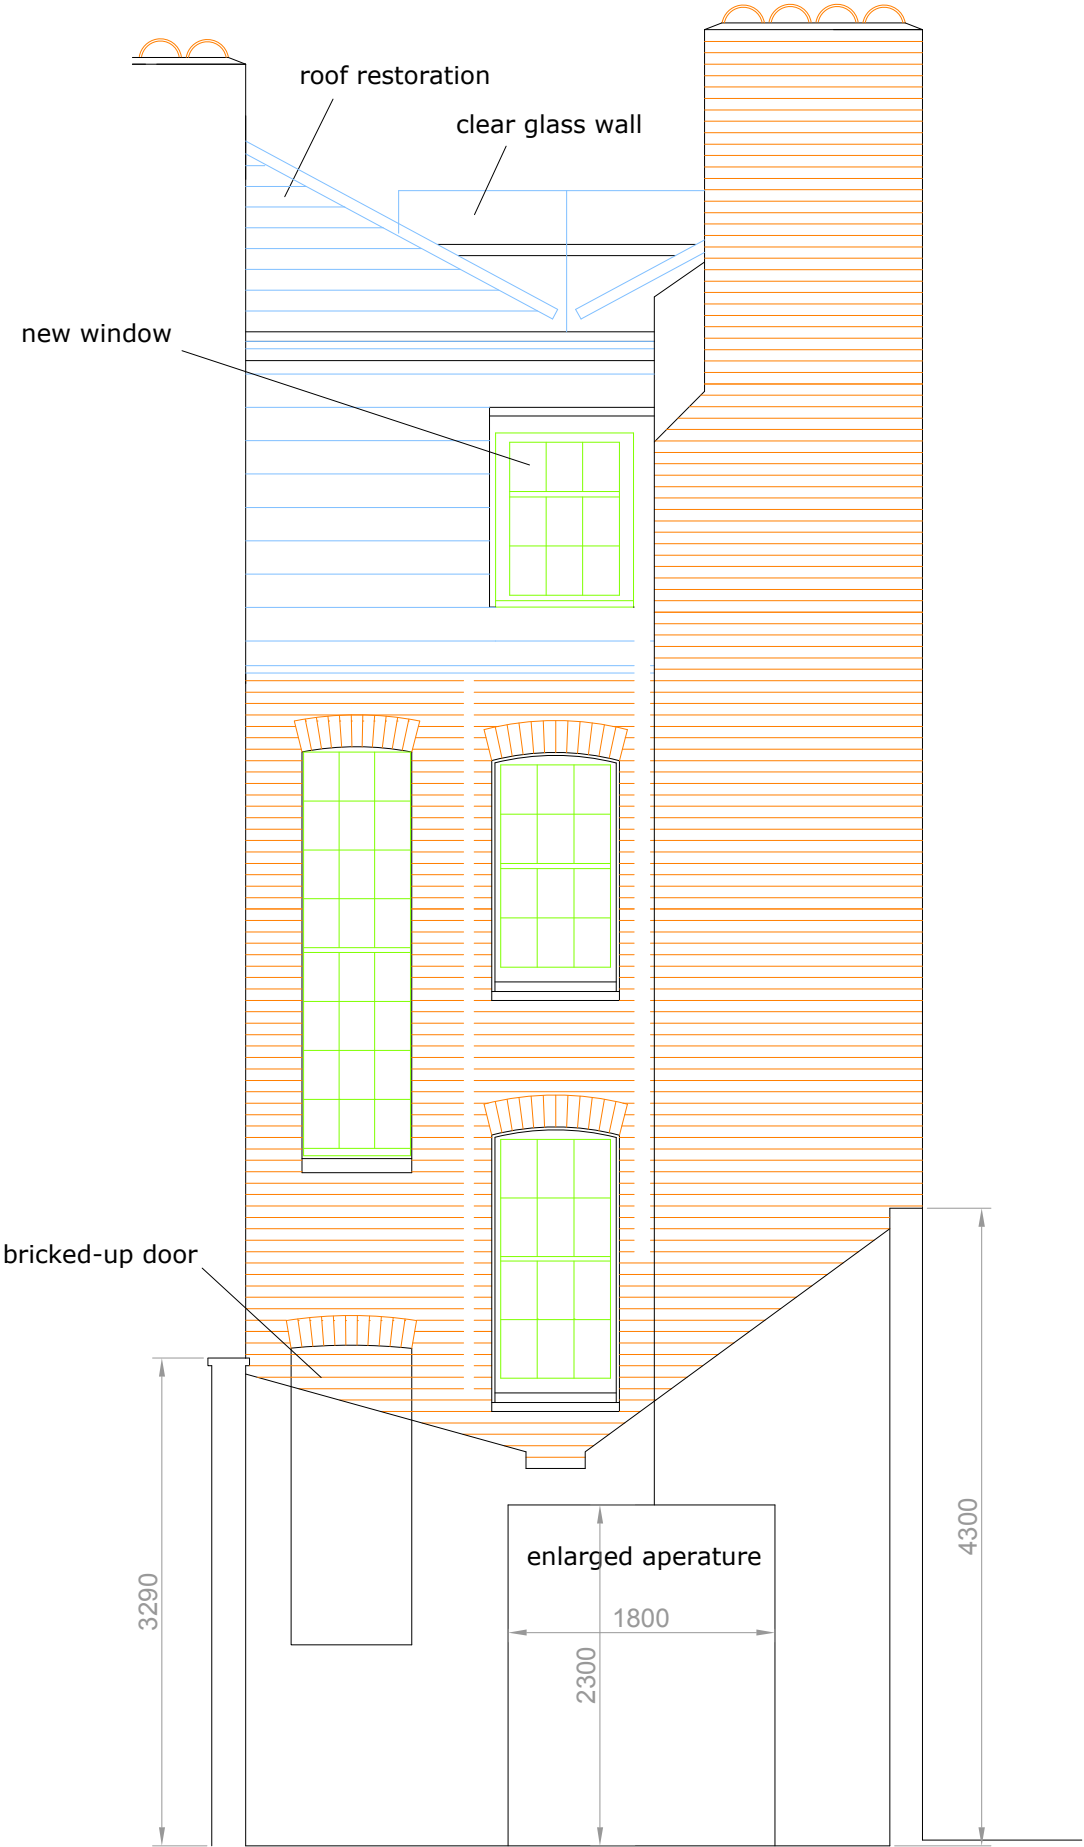 roof restoration
clear glass wall
new window
bricked-up door
enlarged aperature
3290
1800
2300
4300